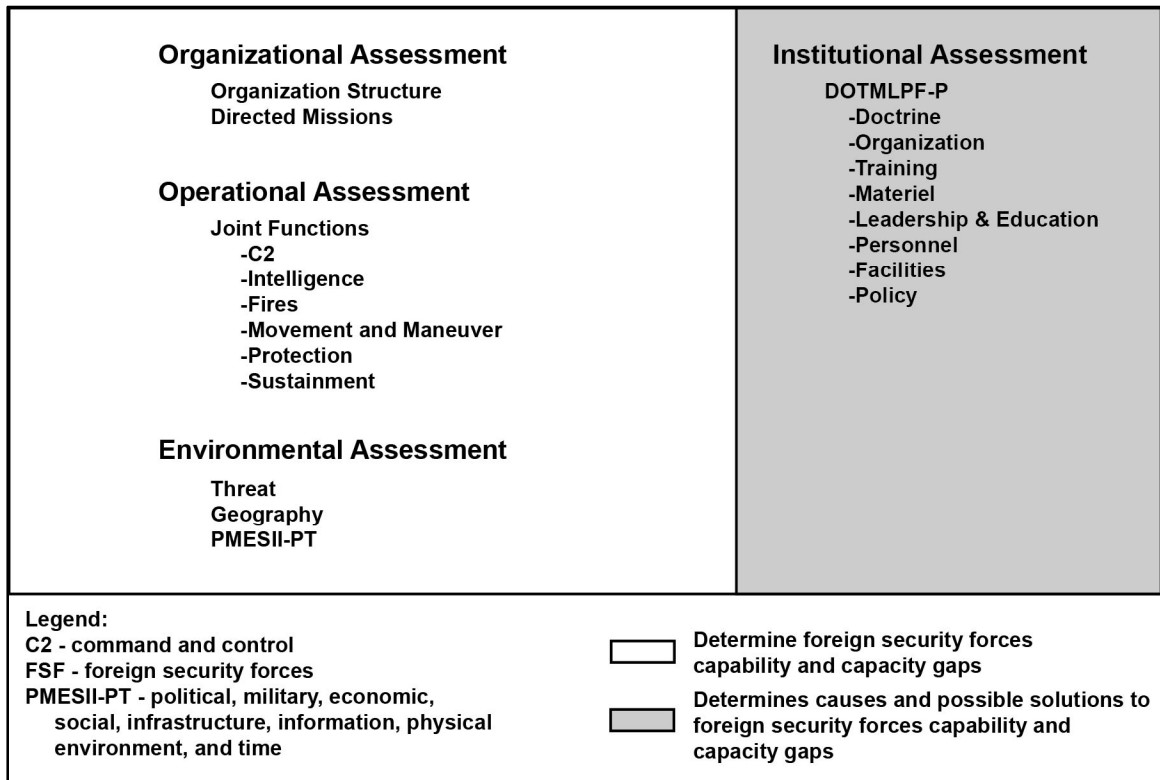 Organizational Assessment
Organization Structure
Directed Missions
Operational Assessment
Joint Functions
-C2
-Intelligence
-Fires
-Movement and Maneuver
-Protection
-Sustainment
Environmental Assessment
Threat
Geography
PMESII-PT
Institutional Assessment
DOTMLPF-P
-Doctrine
-Organization
-Training
-Materiel
-Leadership & Education
-Personnel
-Facilities
-Policy
Legend:
C2 - command and control
FSF - foreign security forces
PMESII-PT - political, military, economic,
social, infrastructure, information, physical
environment, and time
Determine foreign security forces
capability and capacity gaps
Determines causes and possible solutions to
foreign security forces capability and
capacity gaps